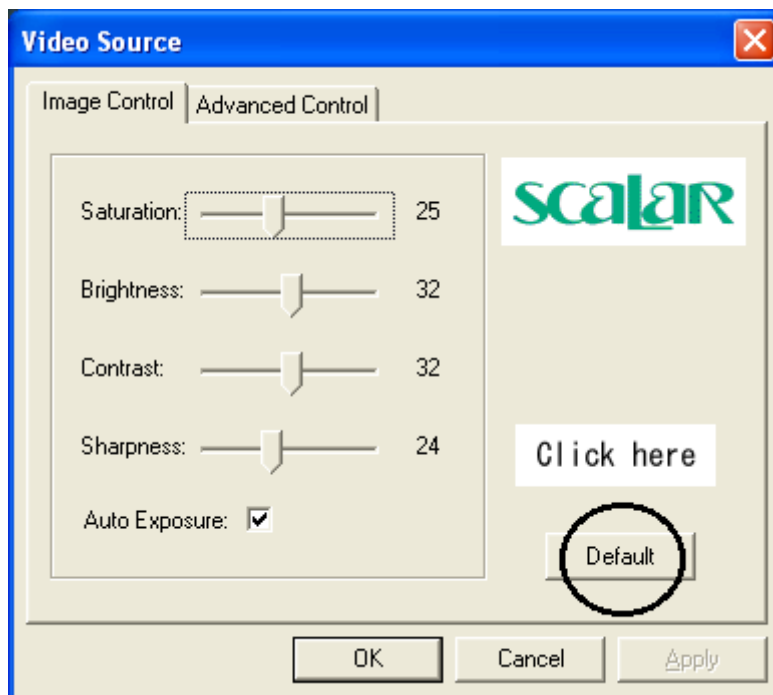 Video Source
Image Control Advanced Control
Saturation: 25
scalar
Brightness: 32
Contrast: 32
Sharpness: 24
Click here
Auto Exposure:
Default
OK Cancel Apply